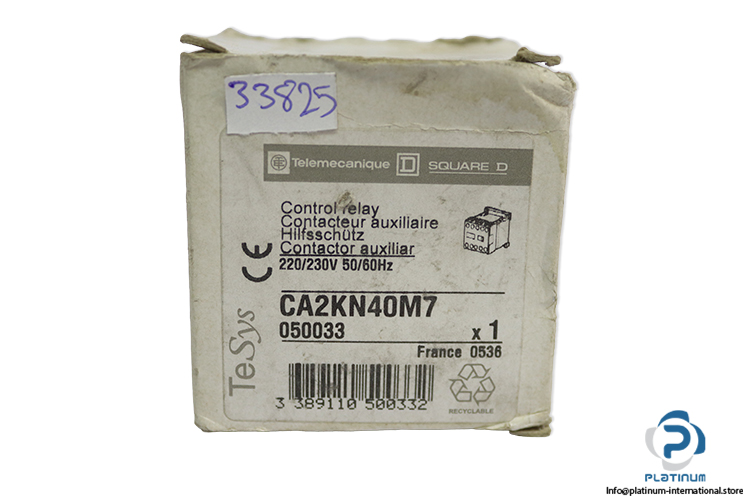 33825
Telemecanique SQUARE D
Control relay
Contacteur auxiliaire
Hilfsschütz
Contactor auxiliar
220/230V 50/60Hz
CE
TeSys
CA2KN40M7
050033
x 1
France 0536
3 389110 500332
RECYCLABLE
PLATINUM
Info@platinum-international.store